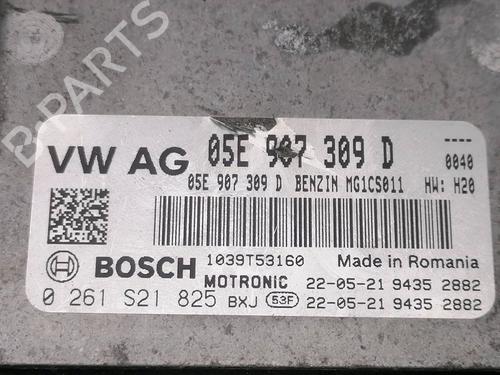 B-PARTS
VW AG 05E 907 309 D ----
0040
05E 907 309 D BENZIN MG1CS011 HW: H20
BOSCH 1039T53160 Made in Romania
MOTRONIC 22-05-21 9435 2882
0 261 S21 825 BXJ 53F 22-05-21 9435 2882